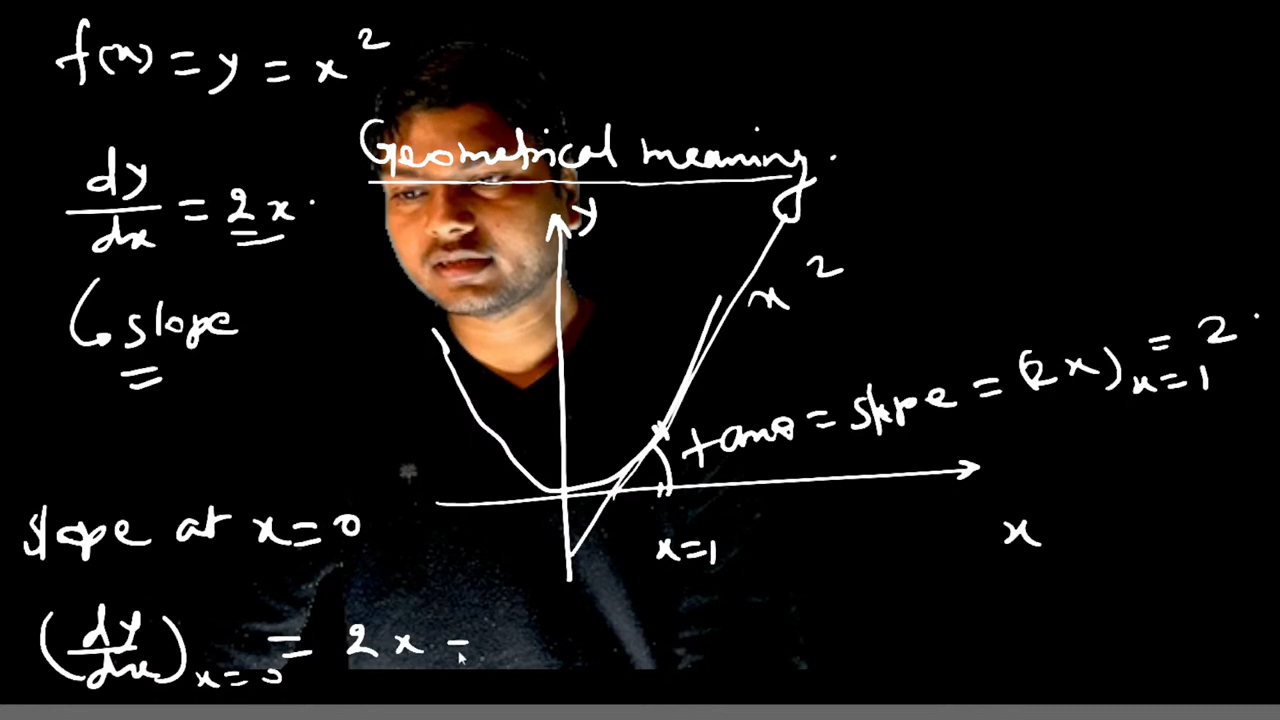 f(x) = y = x²
Geometrical meaning.
dy/dx = 2x.
y
slope
x²
tanθ = slope = (2x)ₓ₌₁ = 2.
slope at x=0
x=1
x
(dy/dx)ₓ₌₀ = 2x -